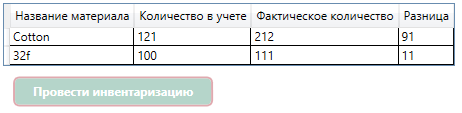 Название материала Количество в учете Фактическое количество Разница
Cotton 121 212 91
32f 100 111 11
Провести инвентаризацию